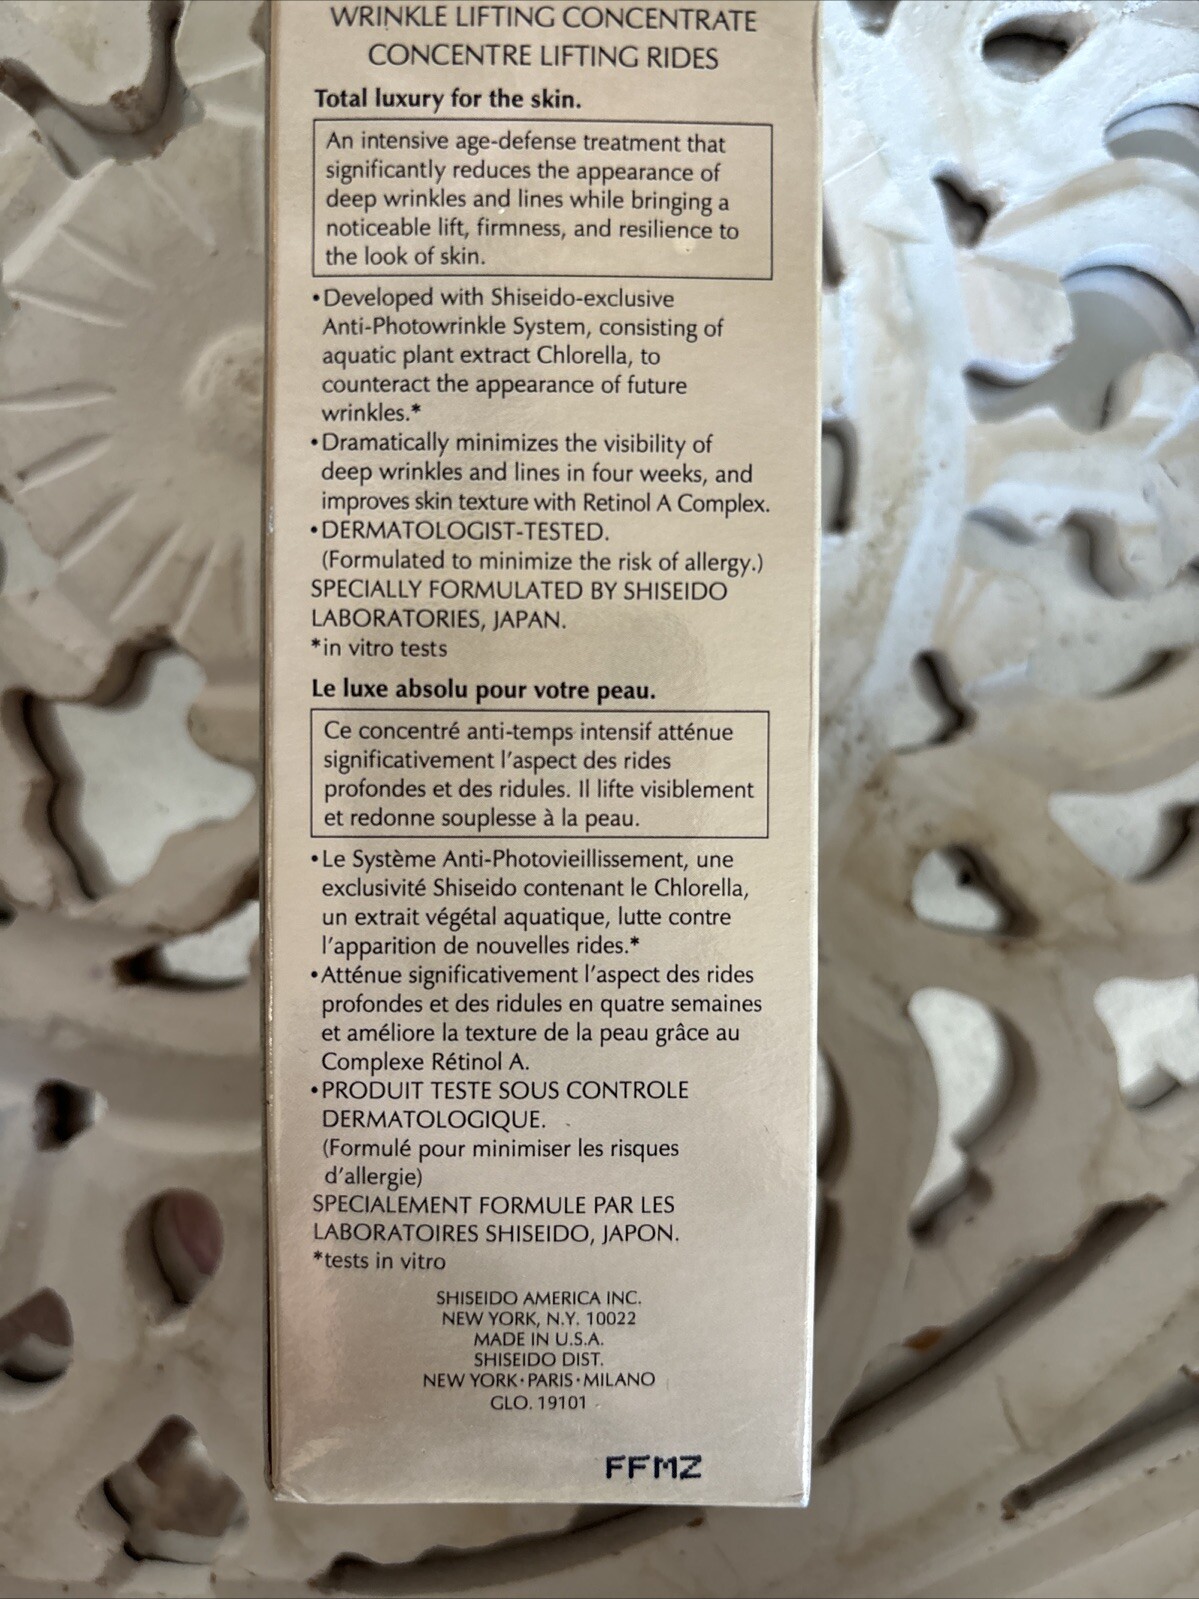 WRINKLE LIFTING CONCENTRATE
CONCENTRE LIFTING RIDES
Total luxury for the skin.
An intensive age-defense treatment that
significantly reduces the appearance of
deep wrinkles and lines while bringing a
noticeable lift, firmness, and resilience to
the look of skin.
•Developed with Shiseido-exclusive
Anti-Photowrinkle System, consisting of
aquatic plant extract Chlorella, to
counteract the appearance of future
wrinkles.*
•Dramatically minimizes the visibility of
deep wrinkles and lines in four weeks, and
improves skin texture with Retinol A Complex.
•DERMATOLOGIST-TESTED.
(Formulated to minimize the risk of allergy.)
SPECIALLY FORMULATED BY SHISEIDO
LABORATORIES, JAPAN.
*in vitro tests
Le luxe absolu pour votre peau.
Ce concentré anti-temps intensif atténue
significativement l'aspect des rides
profondes et des ridules. Il lifte visiblement
et redonne souplesse à la peau.
•Le Système Anti-Photovieillissement, une
exclusivité Shiseido contenant le Chlorella,
un extrait végétal aquatique, lutte contre
l'apparition de nouvelles rides.*
•Atténue significativement l'aspect des rides
profondes et des ridules en quatre semaines
et améliore la texture de la peau grâce au
Complexe Rétinol A.
•PRODUIT TESTE SOUS CONTROLE
DERMATOLOGIQUE.
(Formulé pour minimiser les risques
d'allergie)
SPECIALEMENT FORMULE PAR LES
LABORATOIRES SHISEIDO, JAPON.
*tests in vitro
SHISEIDO AMERICA INC.
NEW YORK, N.Y. 10022
MADE IN U.S.A.
SHISEIDO DIST.
NEW YORK•PARIS•MILANO
GLO. 19101
FFMZ